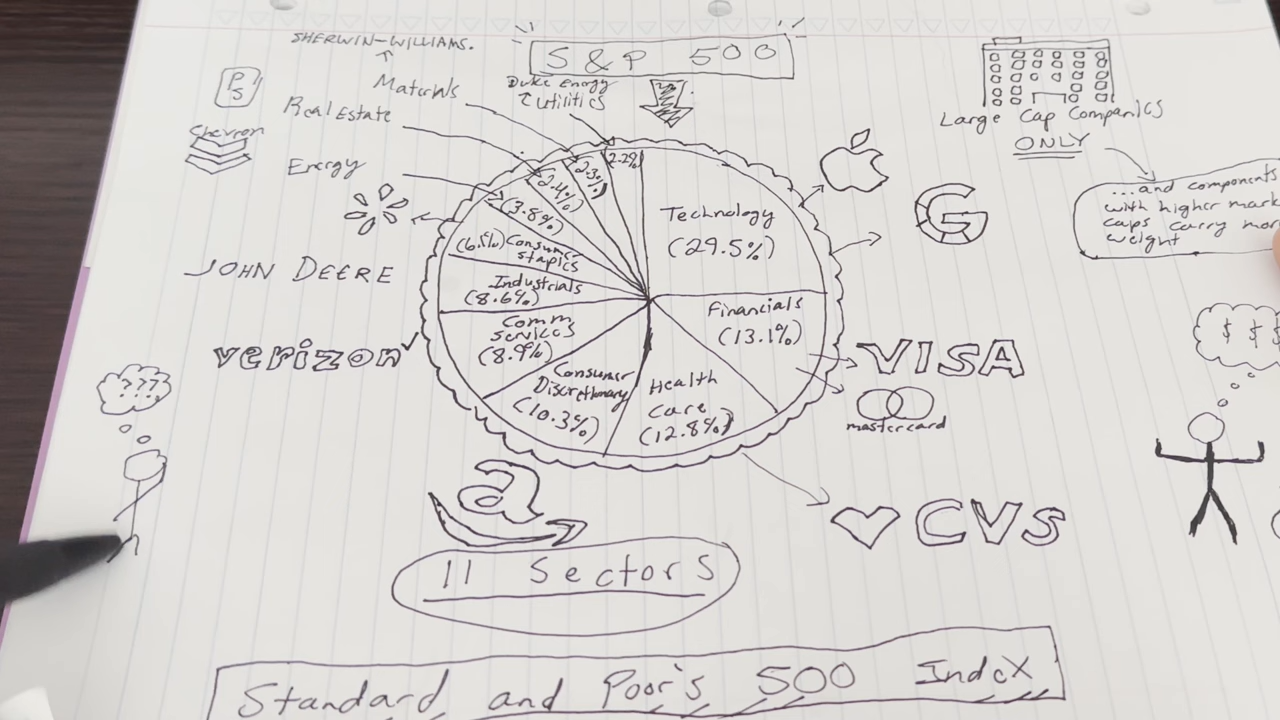 SHERWIN-WILLIAMS.
S & P 500
Materials
Duke Energy
Utilities
PS
Real Estate
Large Cap Companies
ONLY
Chevron
Energy
2.2%
(2.3%)
(2.4%)
(3.8%)
Technology
(29.5%)
G
...and components
with higher mark
caps carry mor
weight
Consumer
staples
JOHN DEERE
Industrials
(8.6%)
Financials
(13.1%)
Comm
services
(8.9%)
verizon
VISA
mastercard
Consumer
Discretionary
(10.3%)
Health
Care
(12.8%)
???
$ $ $
a
CVS
11 Sectors
Standard and Poor's 500 Index